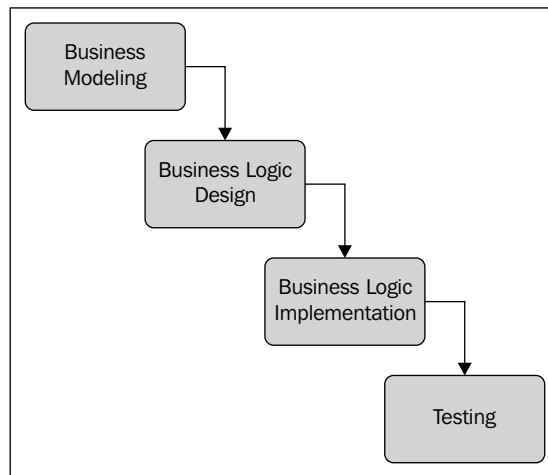 Business
Modeling
Business Logic
Design
Business Logic
Implementation
Testing